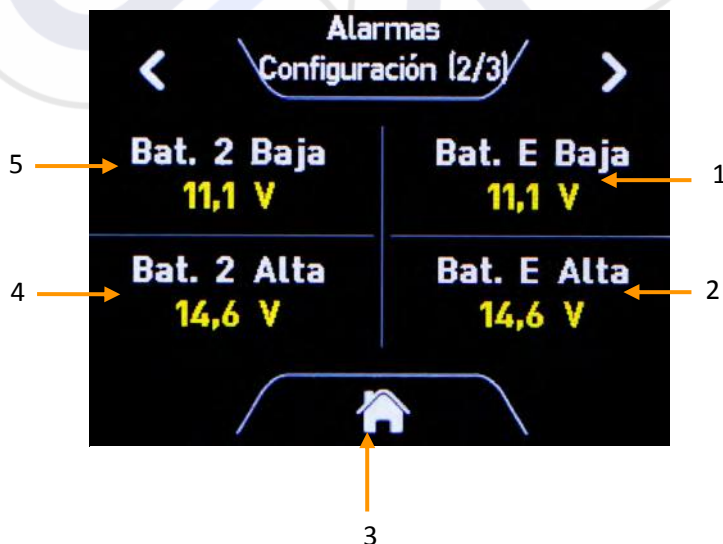 Alarmas
Configuración (2/3)
5
Bat. 2 Baja
11,1 V
Bat. E Baja
11,1 V
1
4
Bat. 2 Alta
14,6 V
Bat. E Alta
14,6 V
2
3